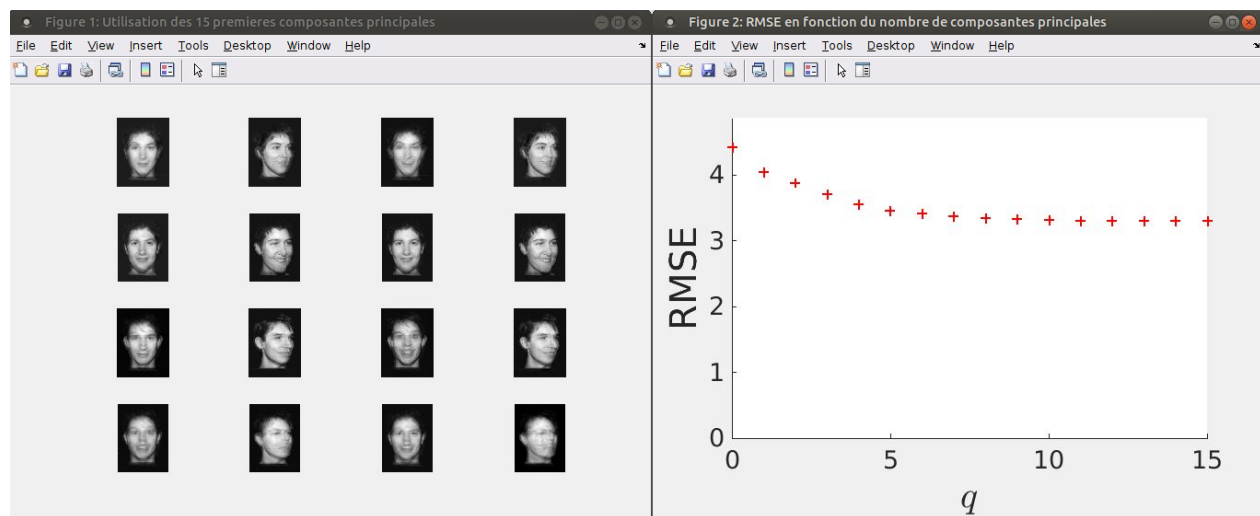 Figure 1: Utilisation des 15 premieres composantes principales
File Edit View Insert Tools Desktop Window Help
Figure 2: RMSE en fonction du nombre de composantes principales
File Edit View Insert Tools Desktop Window Help
4
3
2
1
0
RMSE
0 5 10 15
q